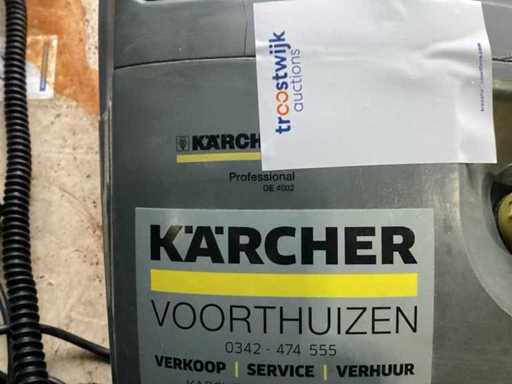 troostwijk
auctions
KÄRCHER
Professional
DE 4002
KÄRCHER
VOORTHUIZEN
0342 - 474 555
VERKOOP | SERVICE | VERHUUR